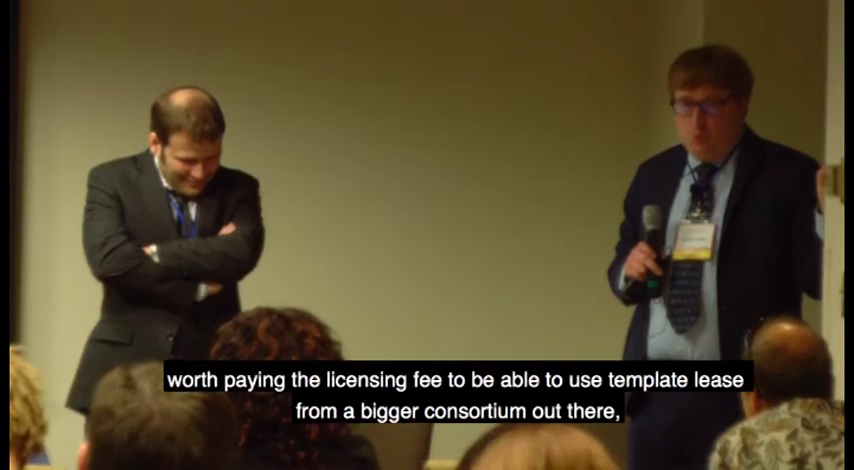 worth paying the licensing fee to be able to use template lease
from a bigger consortium out there,